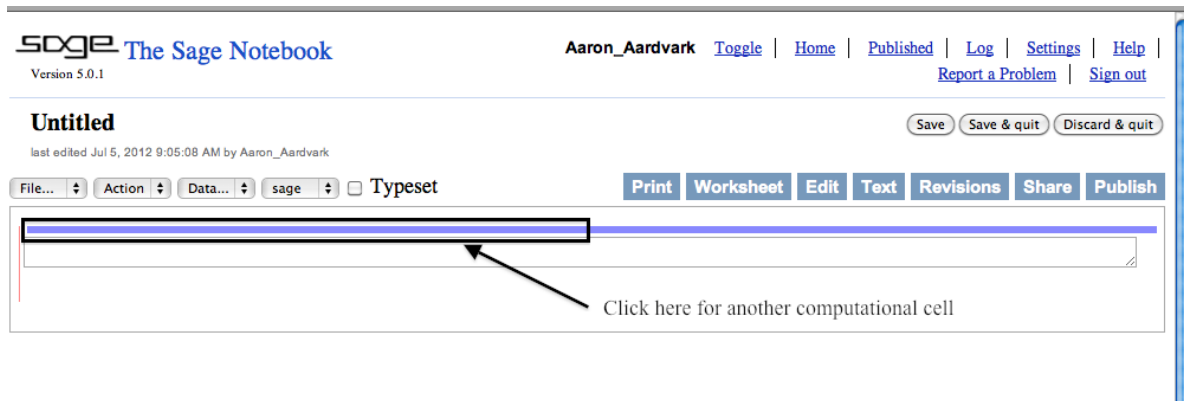 sage The Sage Notebook
Version 5.0.1
Aaron_Aardvark Toggle | Home | Published | Log | Settings | Help |
Report a Problem | Sign out
Untitled
last edited Jul 5, 2012 9:05:08 AM by Aaron_Aardvark
Save Save & quit Discard & quit
File... Action Data... sage Typeset
Print Worksheet Edit Text Revisions Share Publish
Click here for another computational cell